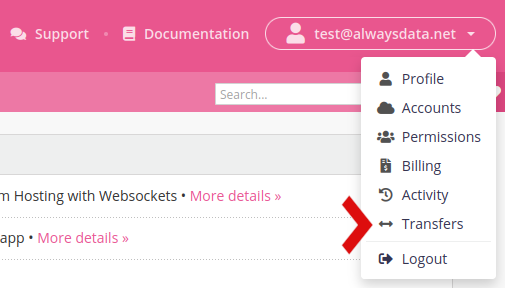 Support • Documentation test@alwaysdata.net
Search...
Profile
Accounts
Permissions
Billing
m Hosting with Websockets • More details »
Activity
Transfers
app • More details »
Logout